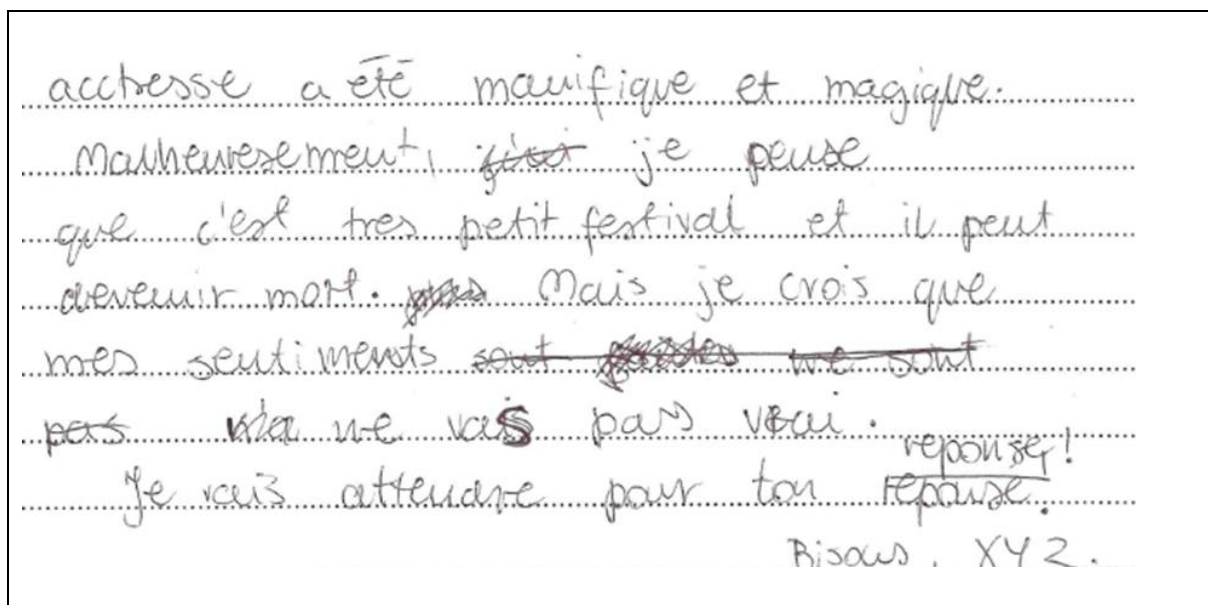 acctresse a été manifique et magique.
Malheuresement, je pense
que c'est tres petit festival et il peut
devenir mort. Mais je crois que
mes sentiments sont ne sont
pas ne vais pas vrai.
reponse!
Je vais attendre pour ton reponse.
Bisous, XYZ.